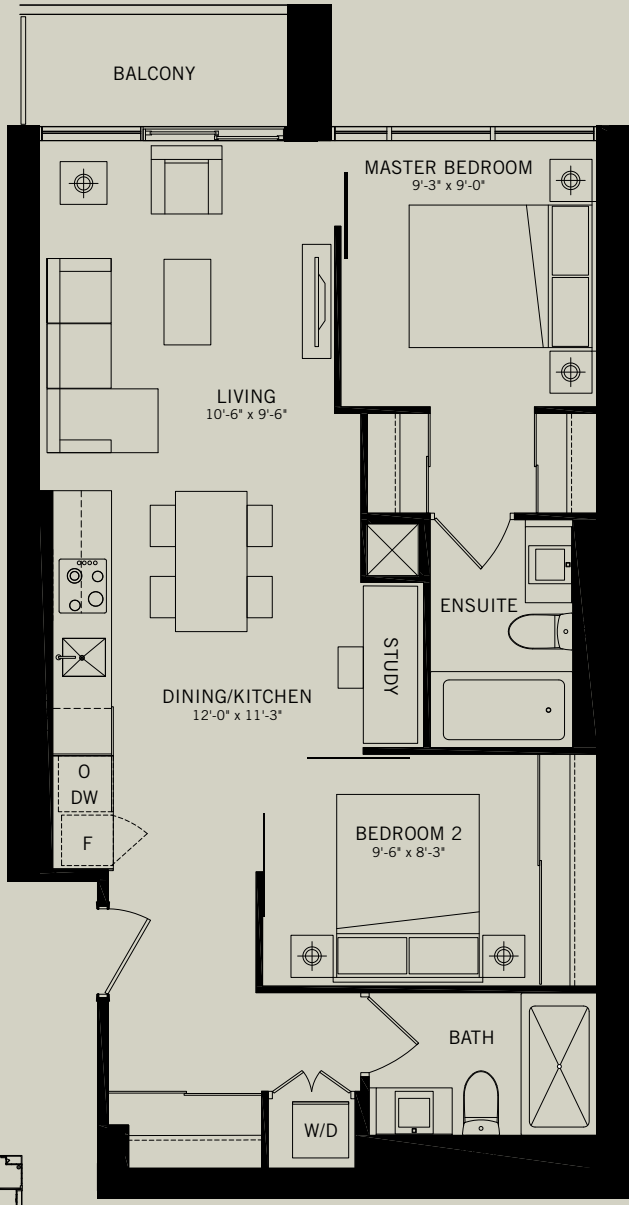 BALCONY
MASTER BEDROOM
9'-3" x 9'-0"
LIVING
10'-6" x 9'-6"
ENSUITE
STUDY
DINING/KITCHEN
12'-0" x 11'-3"
O
DW
F
BEDROOM 2
9'-6" x 8'-3"
BATH
W/D